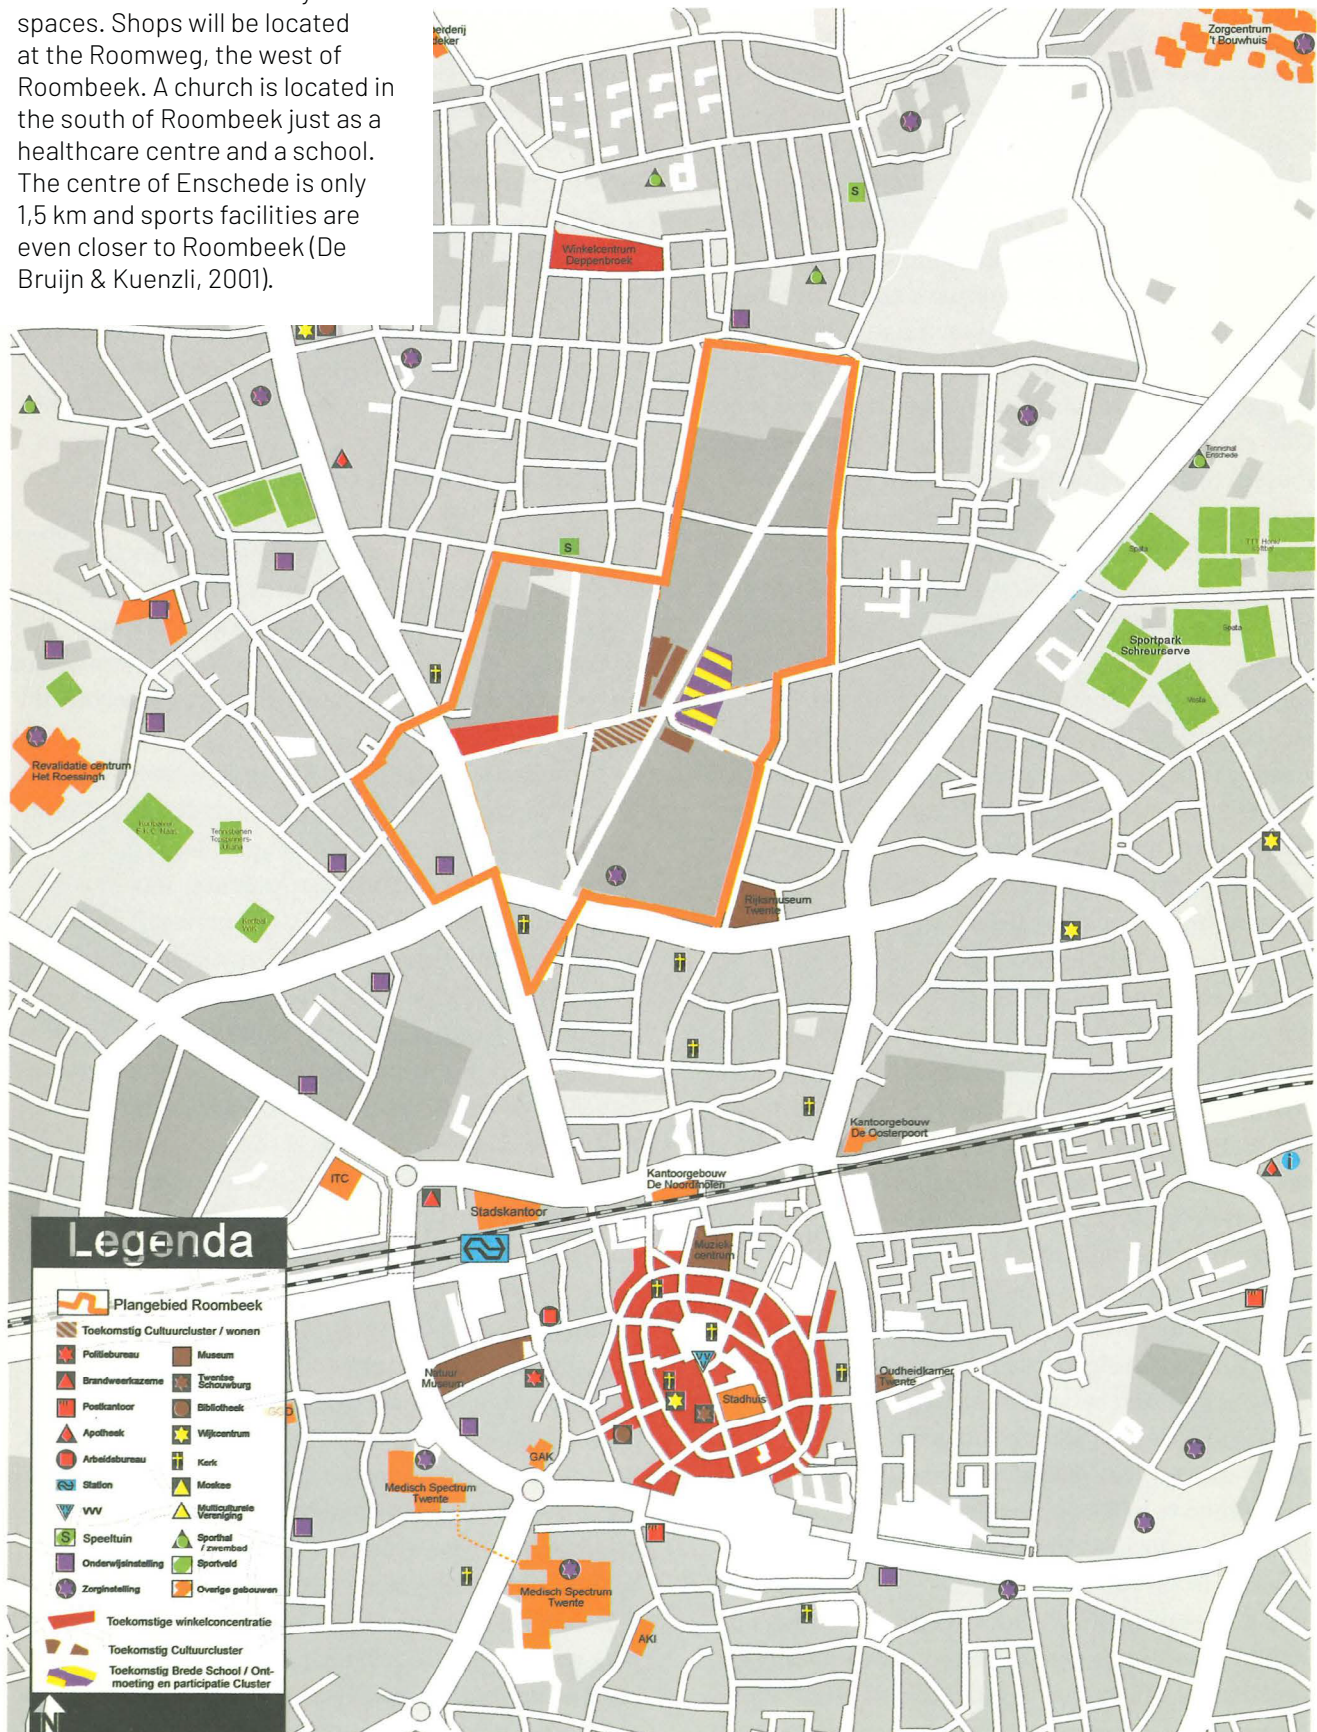 spaces. Shops will be located
at the Roomweg, the west of
Roombeek. A church is located in
the south of Roombeek just as a
healthcare centre and a school.
The centre of Enschede is only
1,5 km and sports facilities are
even closer to Roombeek (De
Bruijn & Kuenzli, 2001).
Zorgcentrum
't Bouwhuis
S
Winkelcentrum
Deppenbroek
Tennishal
Enschede
S
Sportpark
Schreurserve
Revalidatie centrum
Het Roessingh
Rijksmuseum
Twente
Kantoorgebouw
De Oosterpoort
ITC
Kantoorgebouw
De Noordmolen
Stadskantoor
Muziek-
centrum
Natuur
Museum
Oudheidkamer
Twente
VVV
Stadhuis
GGD
GAK
Medisch Spectrum
Twente
Medisch Spectrum
Twente
AKI
Legenda
Plangebied Roombeek
Toekomstig Cultuurcluster / wonen
Politiebureau
Museum
Brandweerkazerne
Twentse
Schouwburg
Postkantoor
Bibliotheek
Apotheek
Wijkcentrum
Arbeidsbureau
Kerk
Station
Moskee
VVV
Multiculturele
Vereniging
S Speeltuin
Sporthal
/ zwembad
Onderwijsinstelling
Sportveld
Zorginstelling
Overige gebouwen
Toekomstige winkelconcentratie
Toekomstig Cultuurcluster
Toekomstig Brede School / Ont-
moeting en participatie Cluster
N